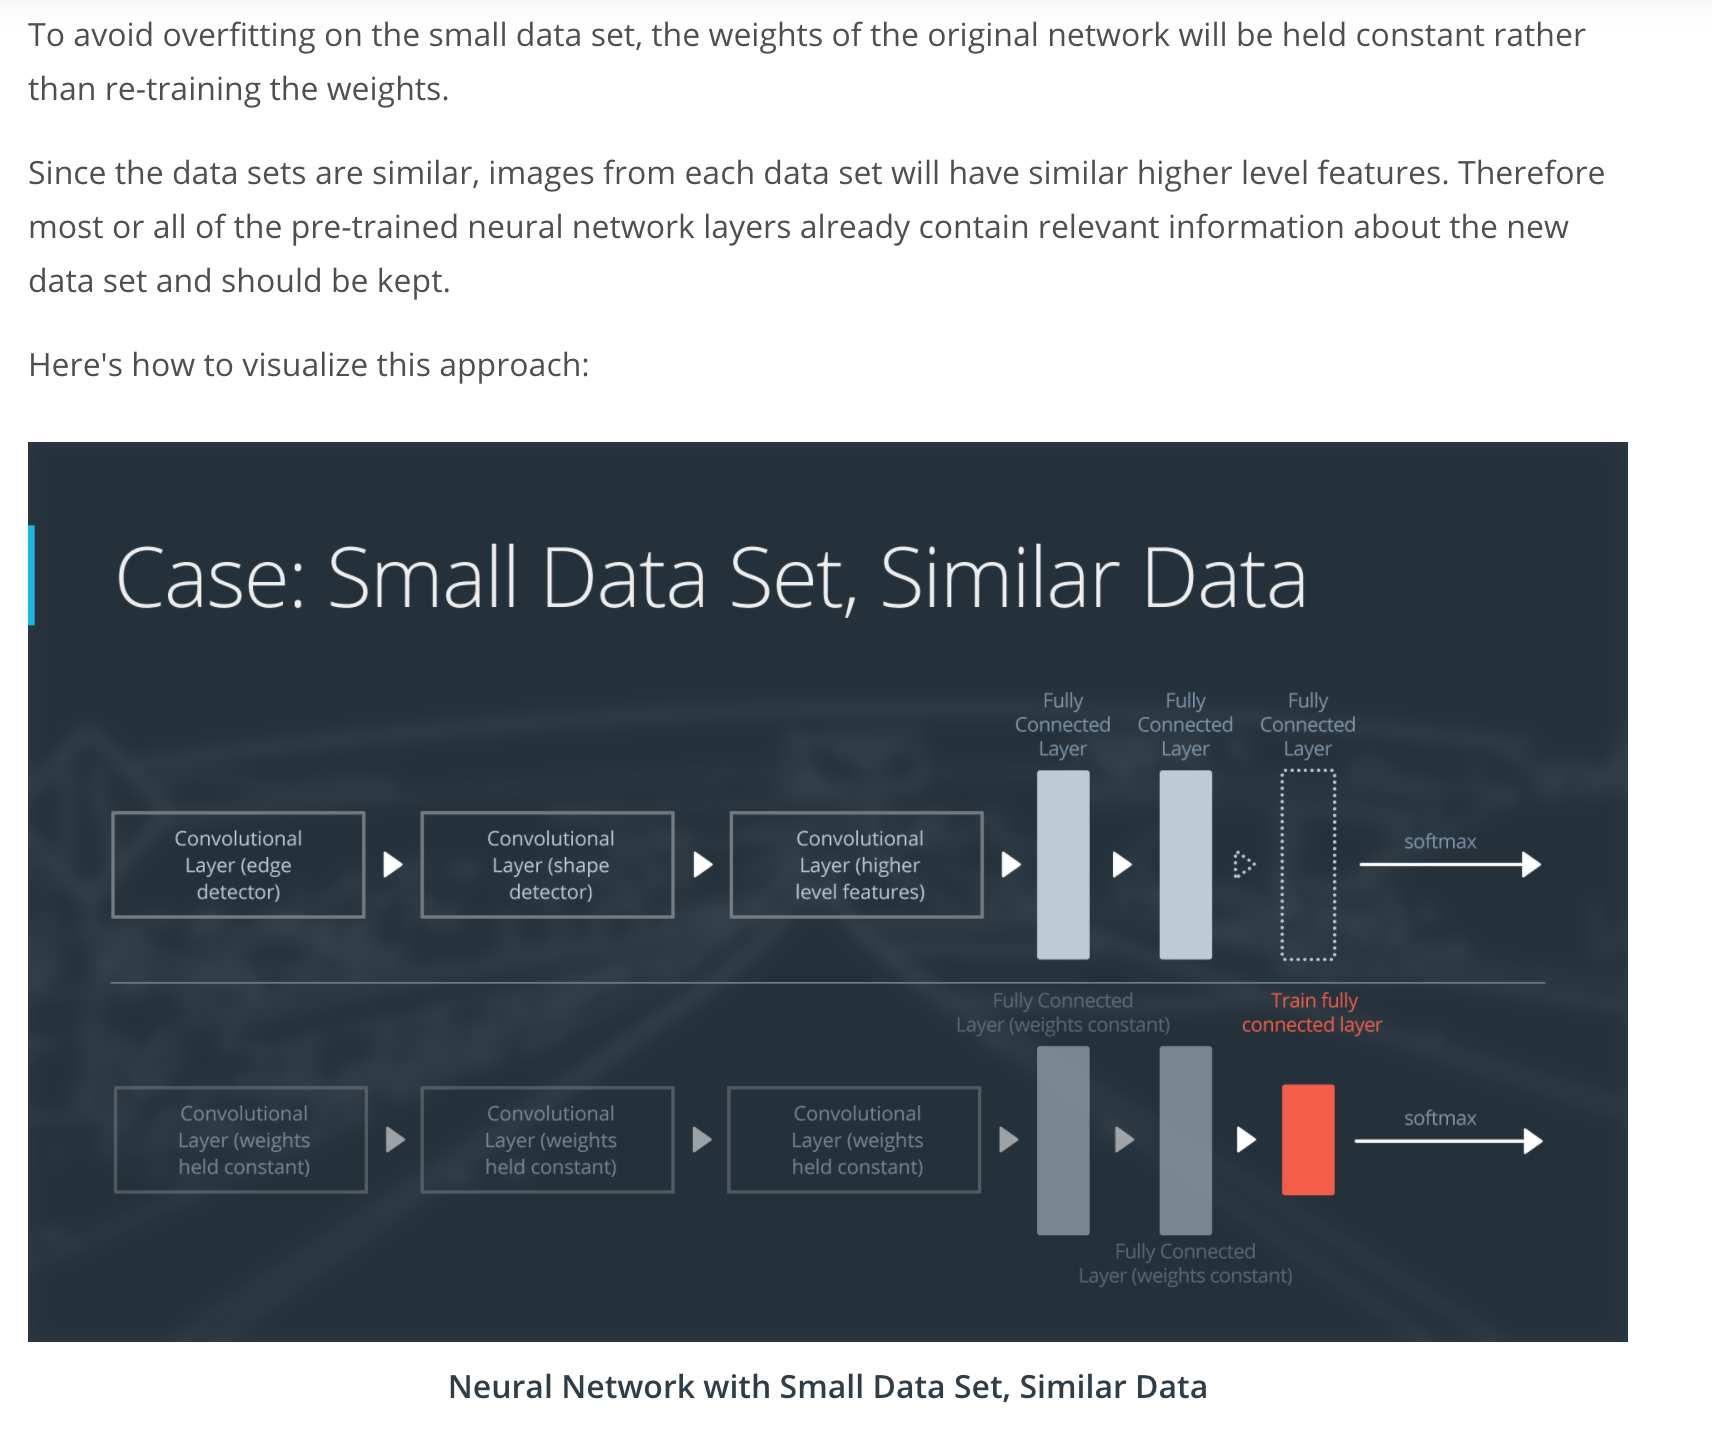 To avoid overfitting on the small data set, the weights of the original network will be held constant rather
than re-training the weights.
Since the data sets are similar, images from each data set will have similar higher level features. Therefore
most or all of the pre-trained neural network layers already contain relevant information about the new
data set and should be kept.
Here's how to visualize this approach:
Case: Small Data Set, Similar Data
Fully
Connected
Layer
Fully
Connected
Layer
Fully
Connected
Layer
Convolutional
Layer (edge
detector)
Convolutional
Layer (shape
detector)
Convolutional
Layer (higher
level features)
softmax
Fully Connected
Layer (weights constant)
Train fully
connected layer
Convolutional
Layer (weights
held constant)
Convolutional
Layer (weights
held constant)
Convolutional
Layer (weights
held constant)
softmax
Fully Connected
Layer (weights constant)
Neural Network with Small Data Set, Similar Data